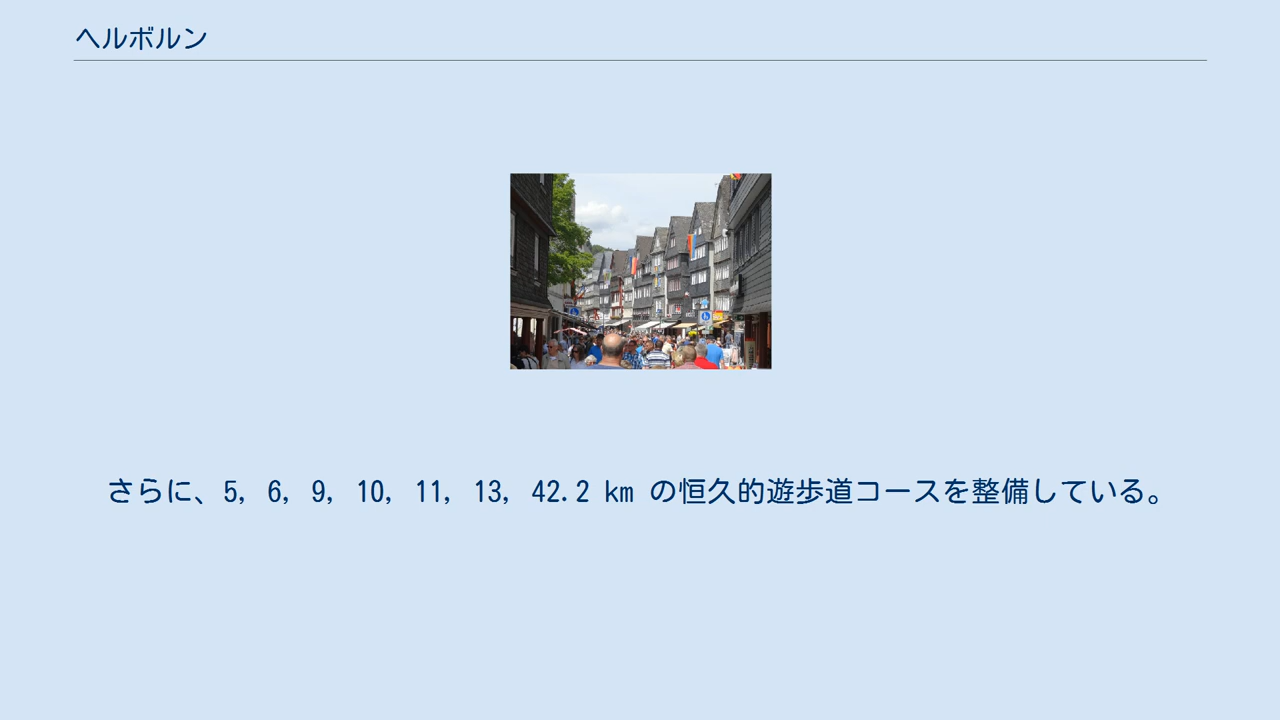 ヘルボルン
さらに、5, 6, 9, 10, 11, 13, 42.2 km の恒久的遊歩道コースを整備している。